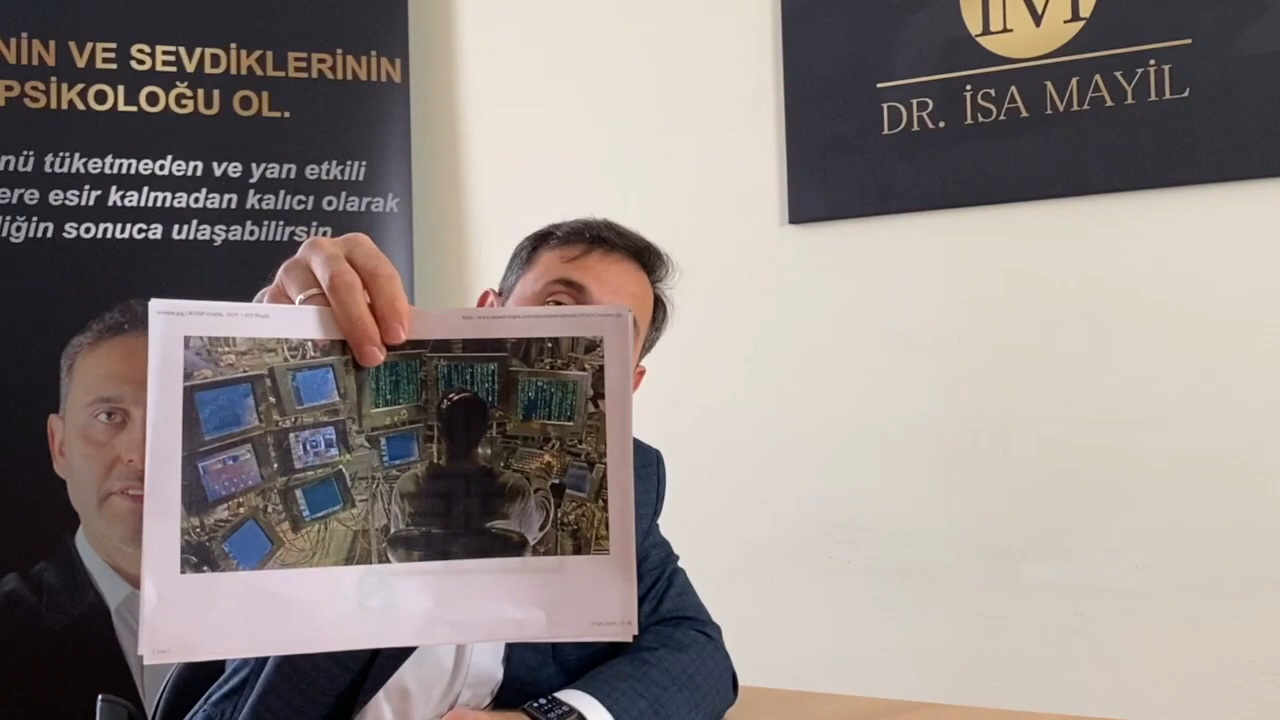 NİN VE SEVDİKLERİNİN
PSİKOLOĞU OL.
nü tüketmeden ve yan etkili
ere esir kalmadan kalıcı olarak
iğin sonuca ulaşabilirsin
İM
DR. İSA MAYİL